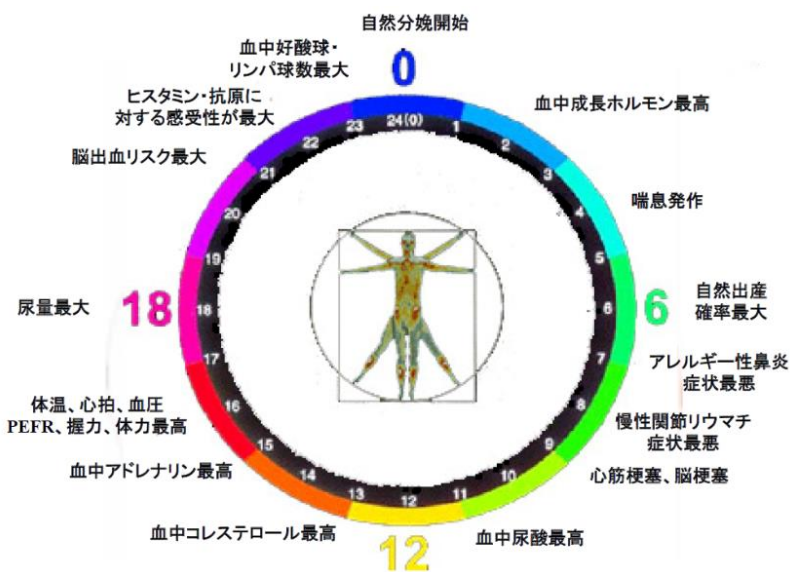 自然分娩開始
0
血中好酸球・
リンパ球数最大
ヒスタミン・抗原に
対する感受性が最大
脳出血リスク最大
血中成長ホルモン最高
喘息発作
24(0)
1
2
3
4
5
6
7
8
9
10
11
12
13
14
15
16
17
18
19
20
21
22
23
尿量最大
18
6
自然出産
確率最大
アレルギー性鼻炎
症状最悪
慢性関節リウマチ
症状最悪
心筋梗塞、脳梗塞
血中尿酸最高
12
血中コレステロール最高
血中アドレナリン最高
体温、心拍、血圧
PEFR、握力、体力最高